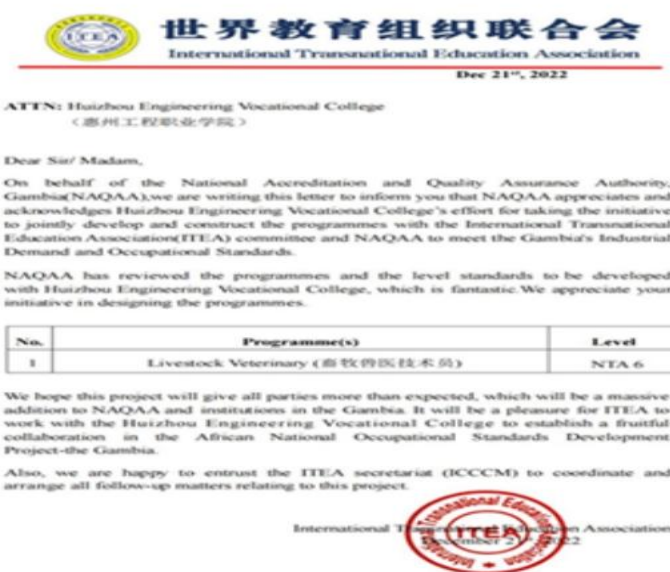 ITEA
世界教育组织联合会
International Transnational Education Association
Dec 21st, 2022
ATTN: Huizhou Engineering Vocational College
（惠州工程职业学院）
Dear Sir/ Madam,
On behalf of the National Accreditation and Quality Assurance Authority,
Gambia(NAQAA),we are writing this letter to inform you that NAQAA appreciates and
acknowledges Huizhou Engineering Vocational College's effort for taking the initiative
to jointly develop and construct the programmes with the International Transnational
Education Association(ITEA) committee and NAQAA to meet the Gambia's Industrial
Demand and Occupational Standards.
NAQAA has reviewed the programmes and the level standards to be developed
with Huizhou Engineering Vocational College, which is fantastic.We appreciate your
initiative in designing the programmes.
No. Programme(s) Level
1 Livestock Veterinary (畜牧兽医技术员) NTA 6
We hope this project will give all parties more than expected, which will be a massive
addition to NAQAA and institutions in the Gambia. It will be a pleasure for ITEA to
work with the Huizhou Engineering Vocational College to establish a fruitful
collaboration in the African National Occupational Standards Development
Project-the Gambia.
Also, we are happy to entrust the ITEA secretariat (ICCCM) to coordinate and
arrange all follow-up matters relating to this project.
International Transnational Education Association
December 21st, 2022
International Transnational Education Association
ITEA